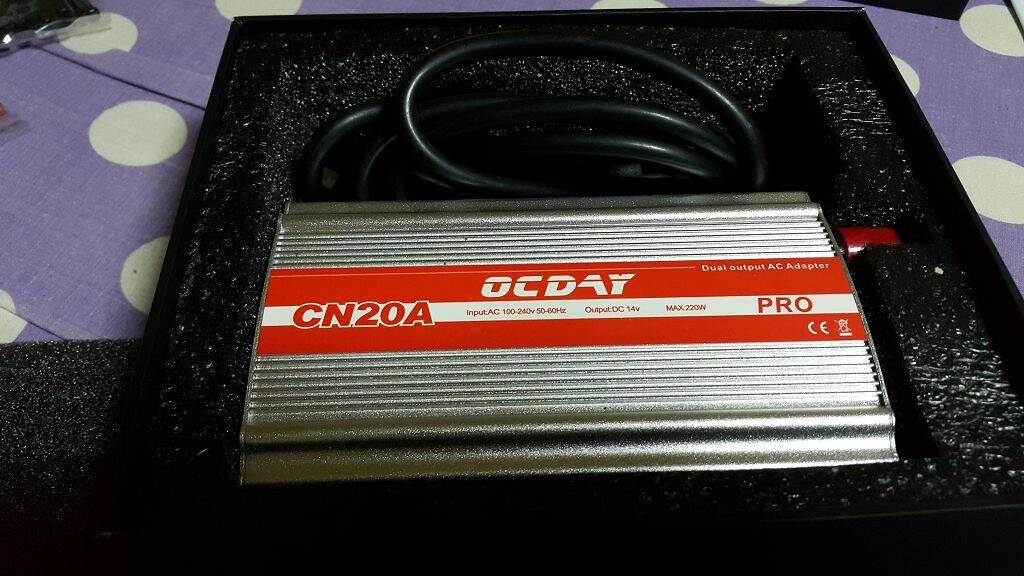 Dual output AC Adapter
OCDAY
CN20A
Input:AC 100-240v 50-60Hz Output:DC 14v MAX:220W PRO
CE